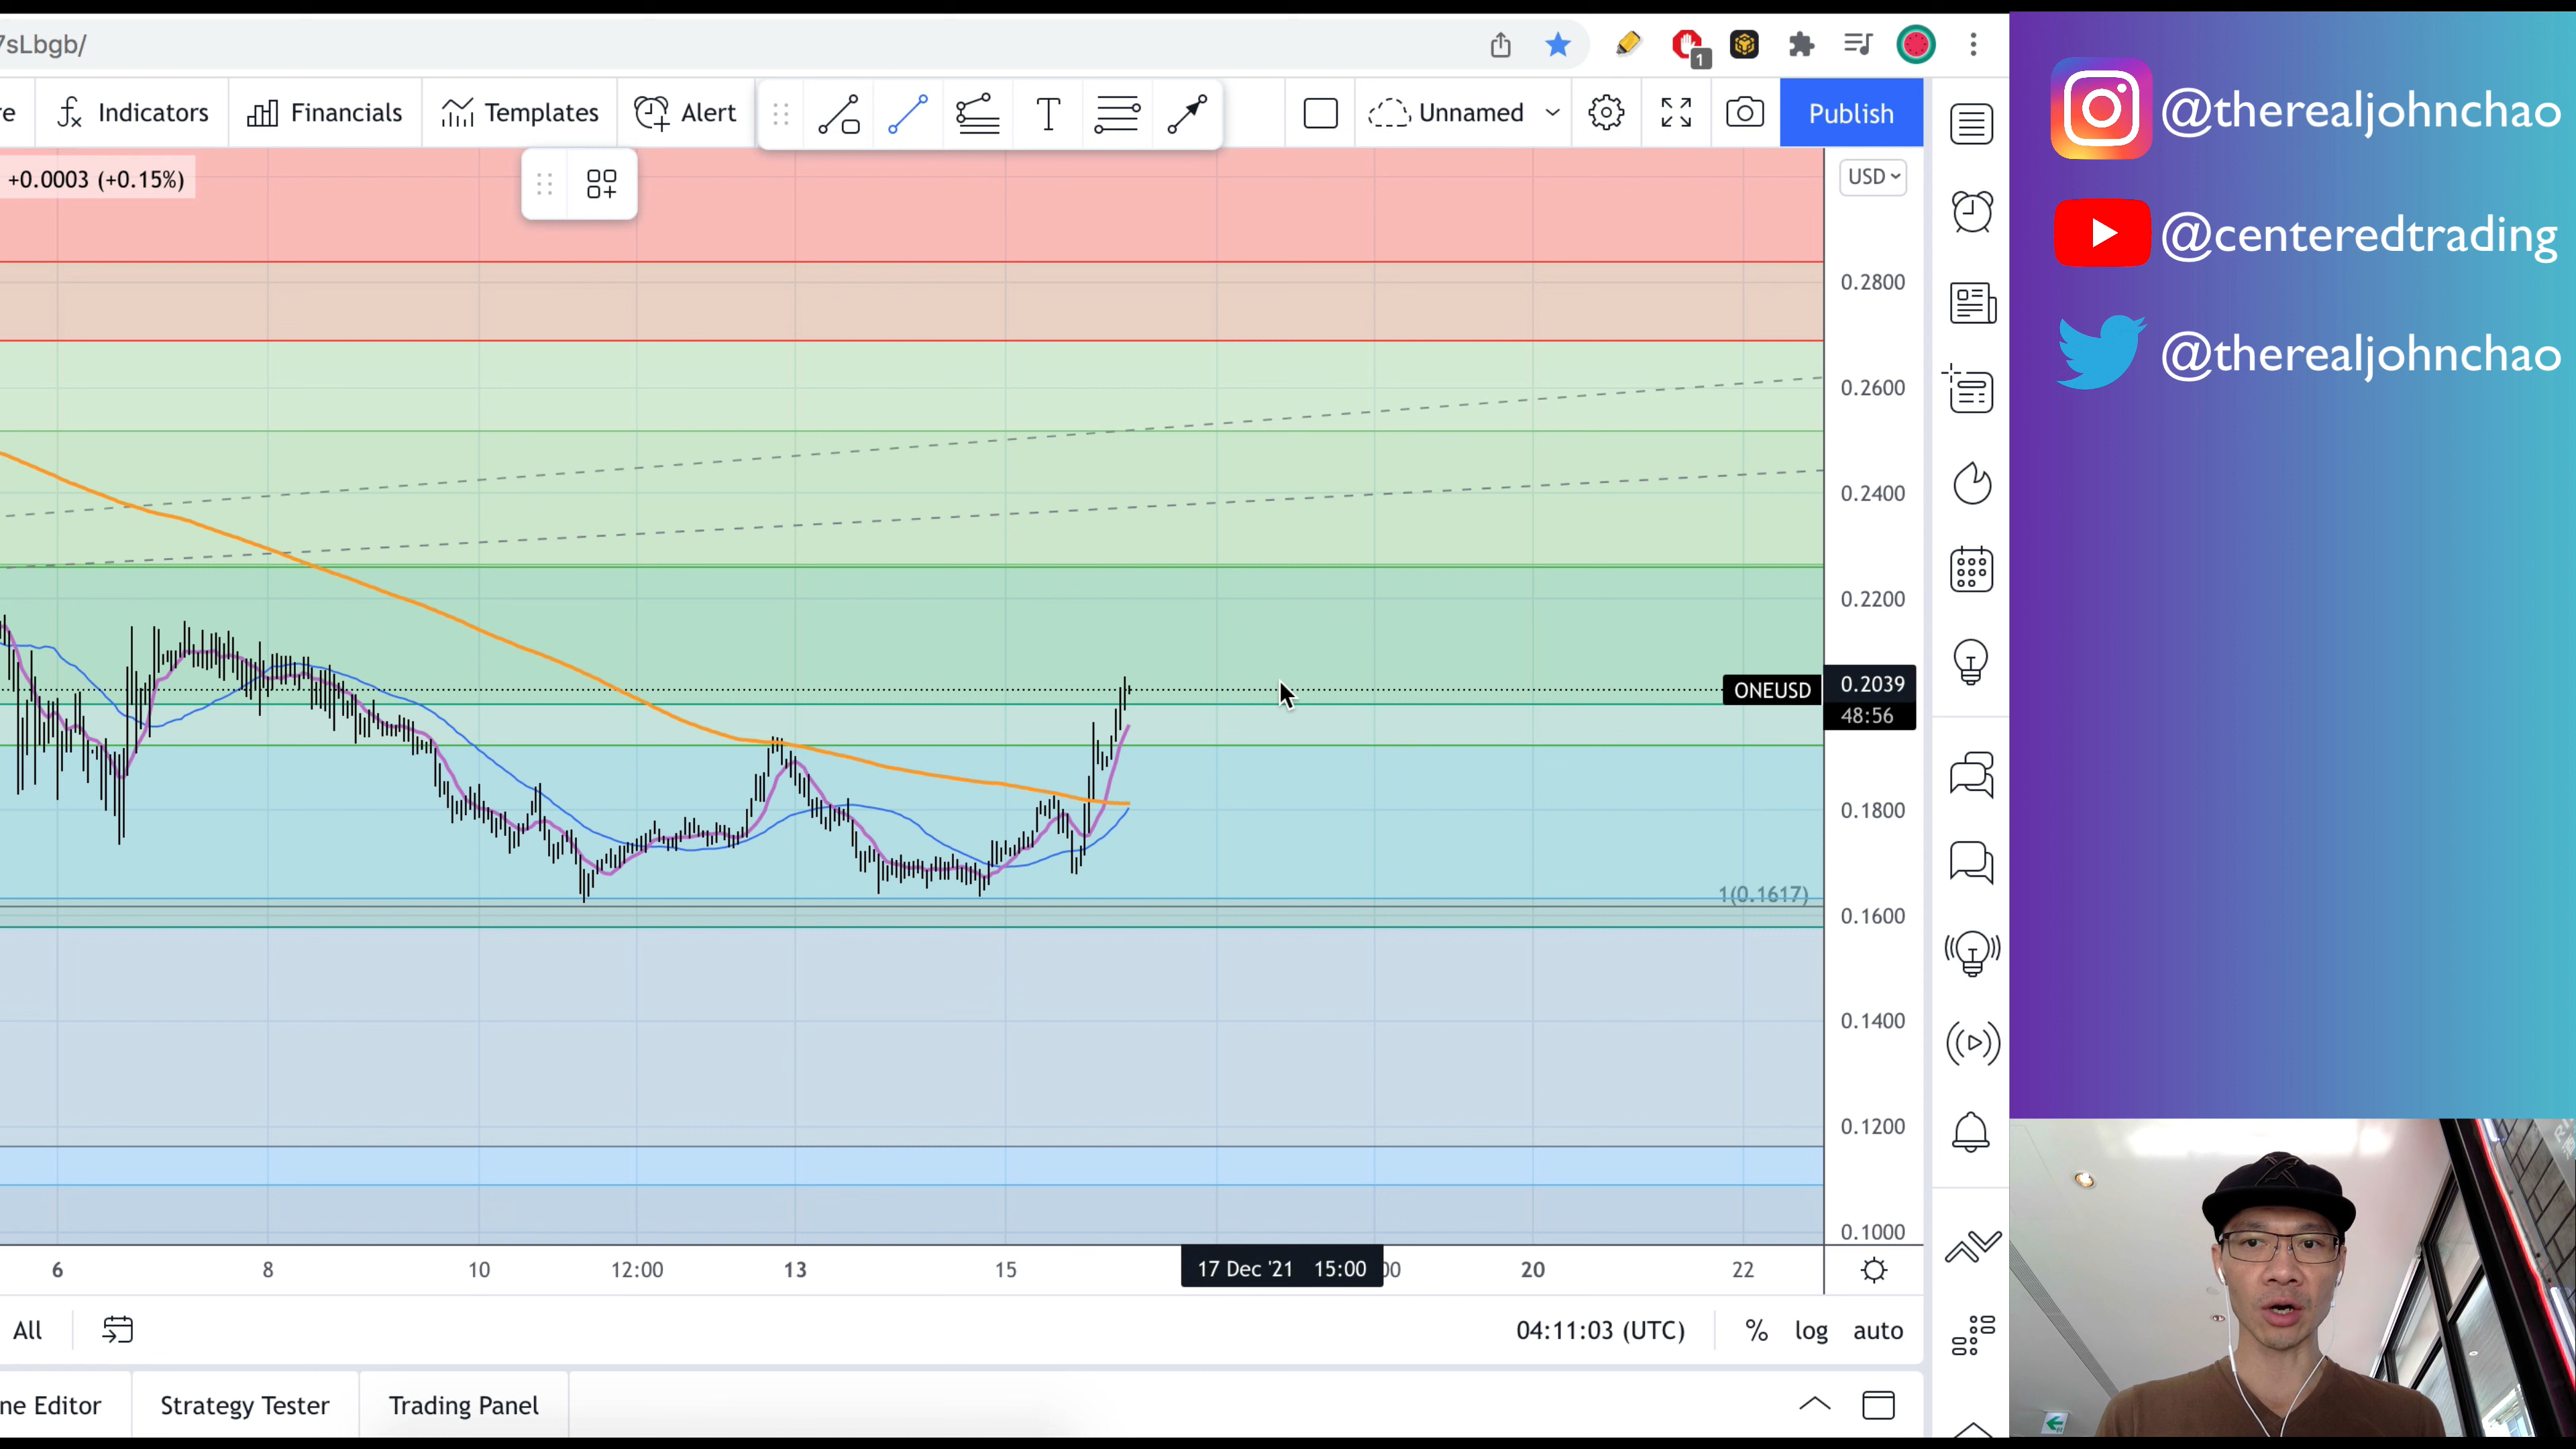 7sLbgb/
1
re
Indicators
Financials
Templates
Alert
Unnamed
Publish
+0.0003 (+0.15%)
USD
0.2800
0.2600
0.2400
0.2200
ONEUSD
0.2039
48:56
0.1800
1(0.1617)
0.1600
0.1400
0.1200
0.1000
6
8
10
12:00
13
15
17 Dec '21 15:00
00
20
22
All
04:11:03 (UTC)
%
log
auto
ne Editor
Strategy Tester
Trading Panel
@therealjohnchao
@centeredtrading
@therealjohnchao